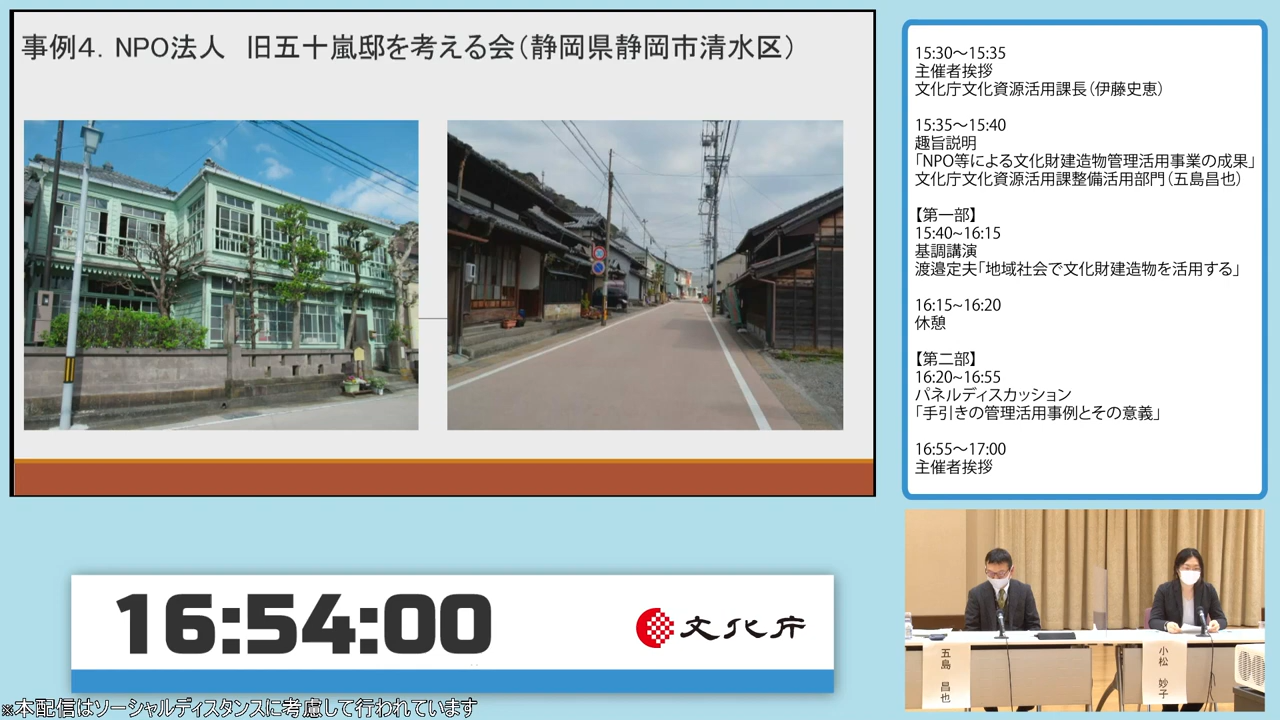 事例４．NPO法人　旧五十嵐邸を考える会（静岡県静岡市清水区）
15:30〜15:35
主催者挨拶
文化庁文化資源活用課長（伊藤史恵）
15:35〜15:40
趣旨説明
「NPO等による文化財建造物管理活用事業の成果」
文化庁文化資源活用課整備活用部門（五島昌也）
【第一部】
15:40~16:15
基調講演
渡邉定夫「地域社会で文化財建造物を活用する」
16:15~16:20
休憩
【第二部】
16:20~16:55
パネルディスカッション
「手引きの管理活用事例とその意義」
16:55〜17:00
主催者挨拶
16:54:00
文化庁
五島　昌也
小松　妙子
※本配信はソーシャルディスタンスに考慮して行われています